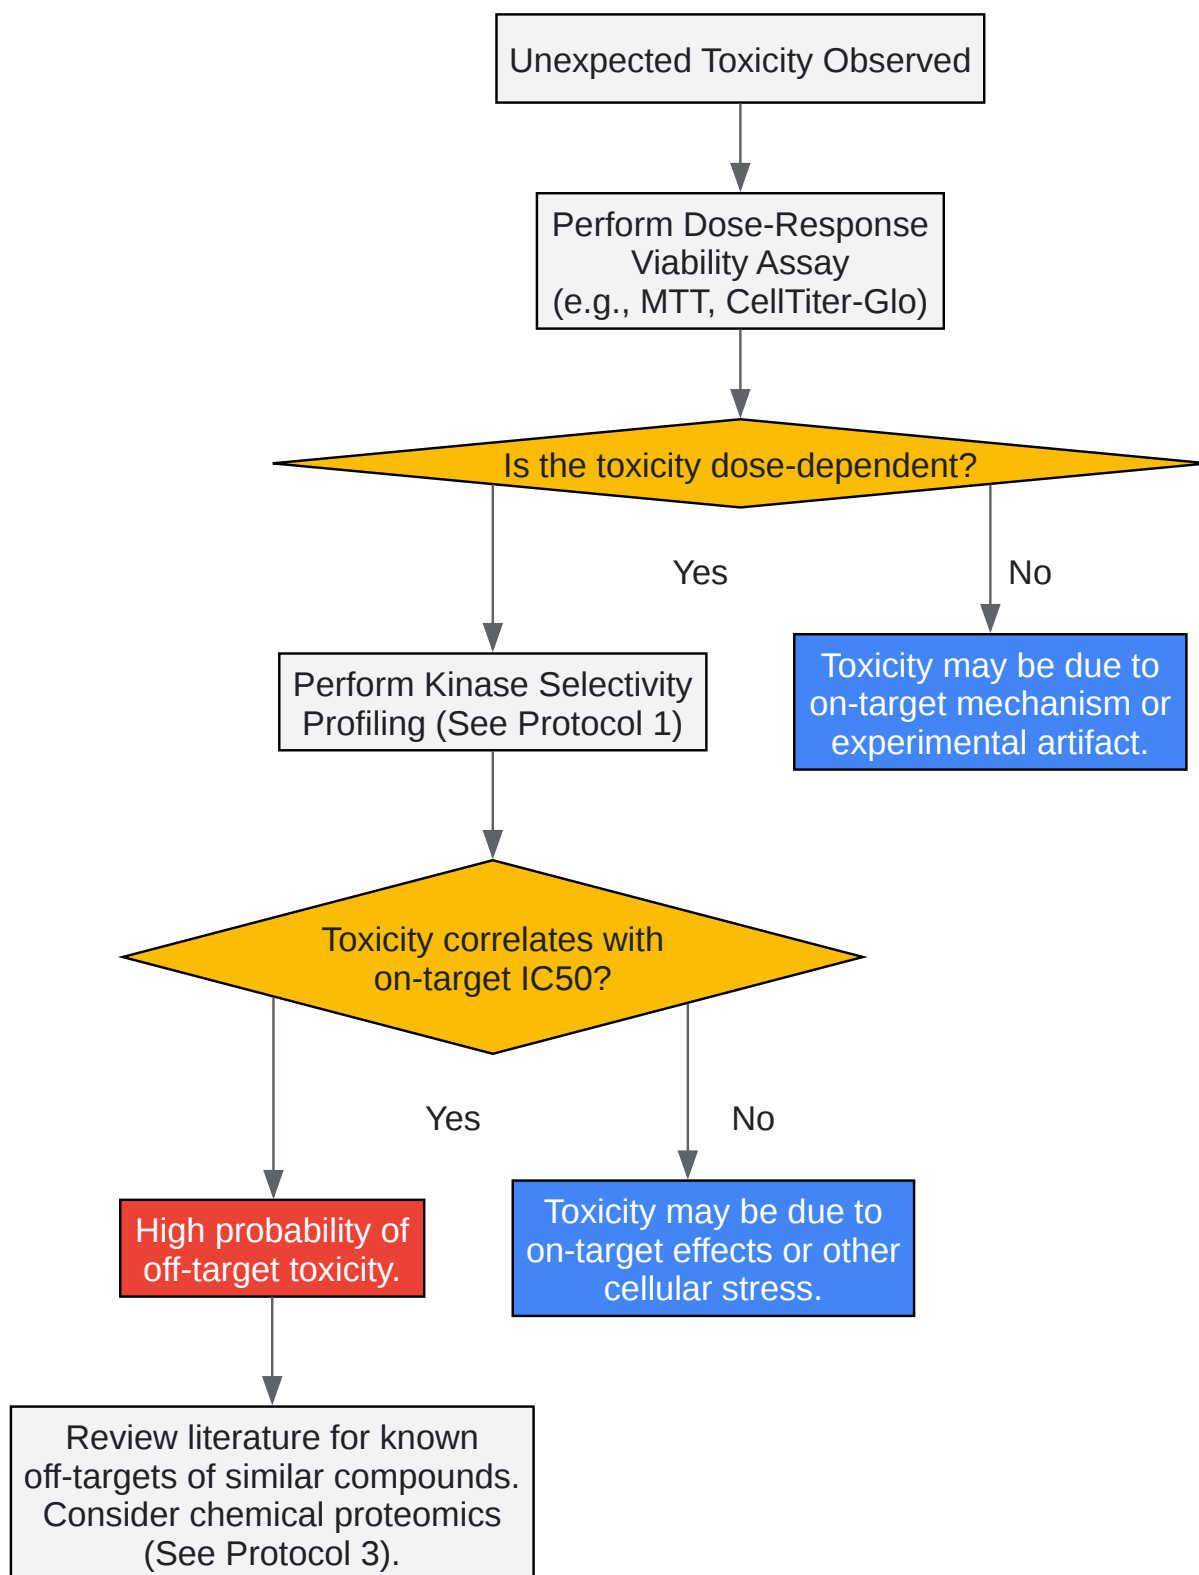 Unexpected Toxicity Observed
Perform Dose-Response
Viability Assay
(e.g., MTT, CellTiter-Glo)
Is the toxicity dose-dependent?
Yes
No
Perform Kinase Selectivity
Profiling (See Protocol 1)
Toxicity may be due to
on-target mechanism or
experimental artifact.
Toxicity correlates with
on-target IC50?
Yes
No
High probability of
off-target toxicity.
Toxicity may be due to
on-target effects or other
cellular stress.
Review literature for known
off-targets of similar compounds.
Consider chemical proteomics
(See Protocol 3).